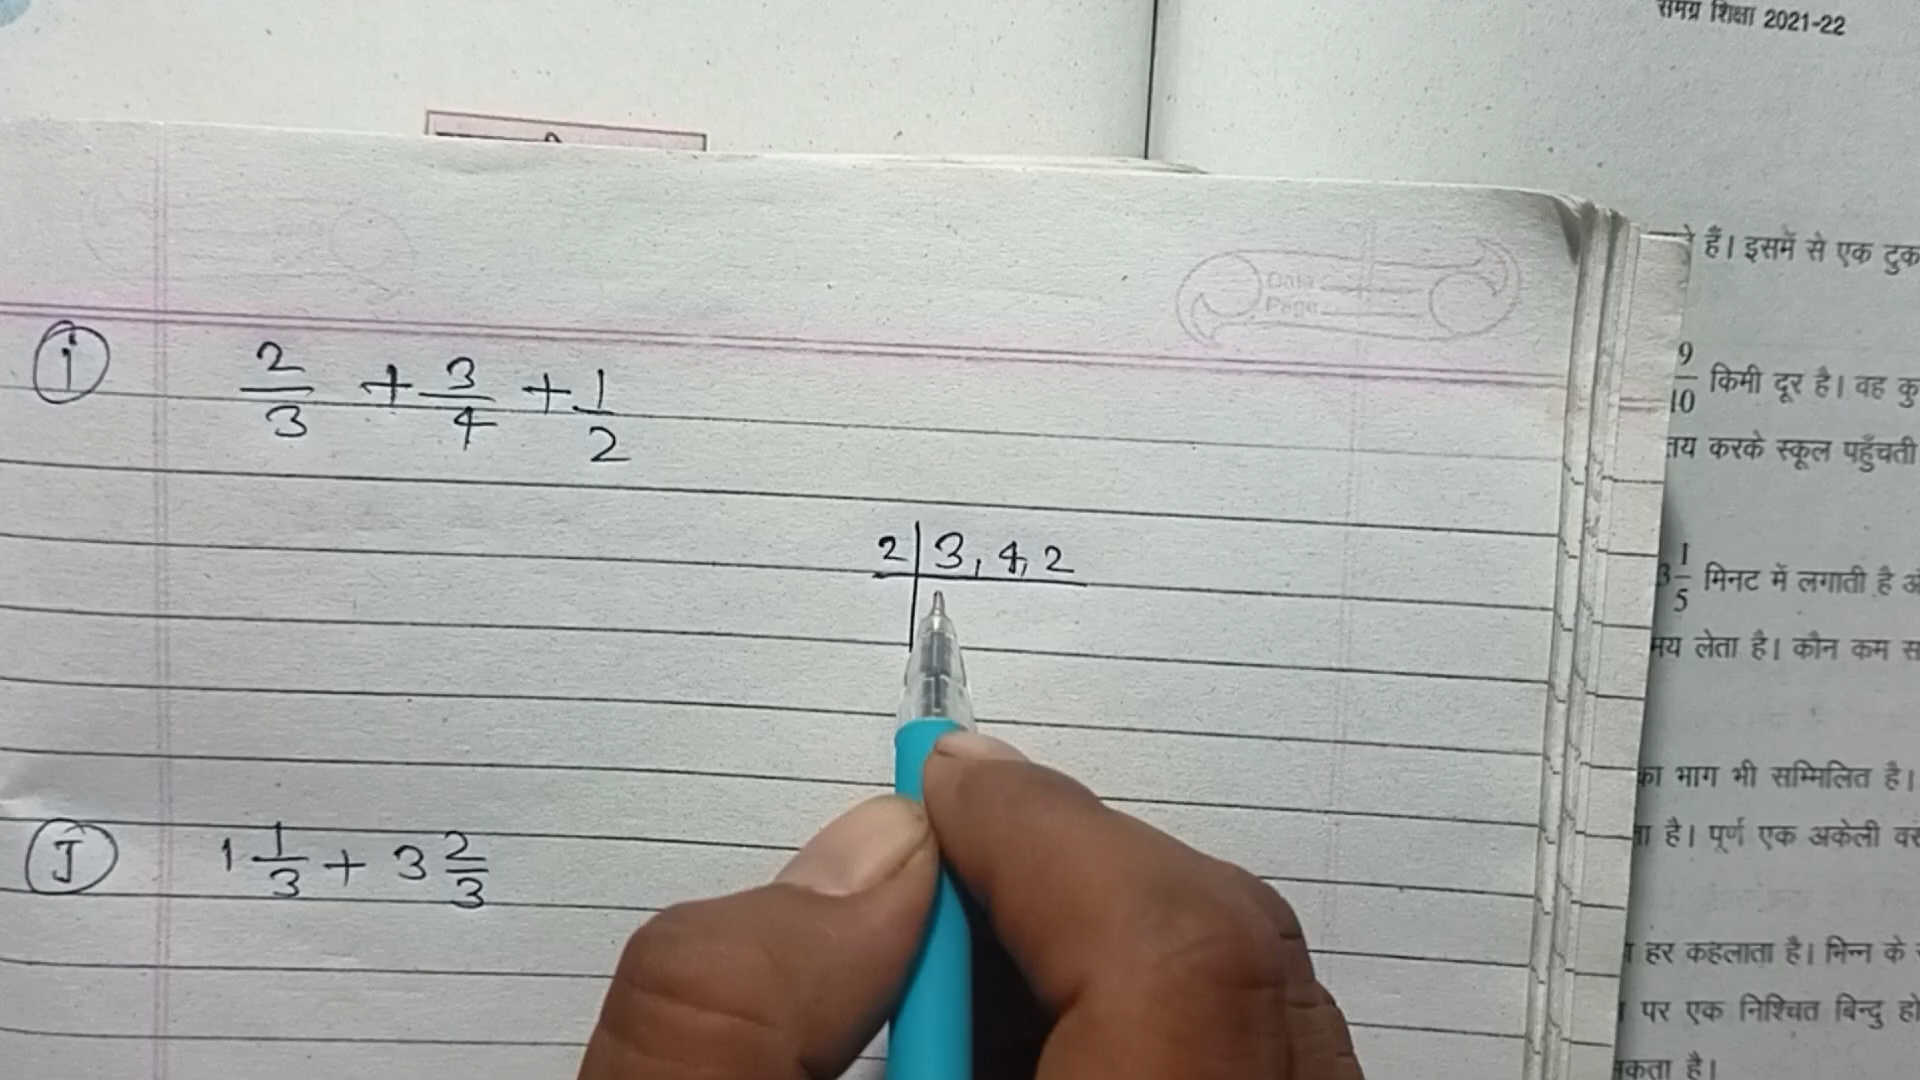 समग्र शिक्षा 2021-22
हैं। इसमें से एक
Date
Page
(i) 2/3 + 3/4 + 1/2
9/10 किमी दूर है। वह
तय करके स्कूल पहुँचती
2 | 3, 4, 2
3 1/5 मिनट में लगाती है
लेता है। कौन कम
का भाग भी सम्मिलित है।
(J) 1 1/3 + 3 2/3
है। पूर्ण एक अकेली
हर कहलाता है। भिन्न के
पर एक निश्चित बिन्दु
है।